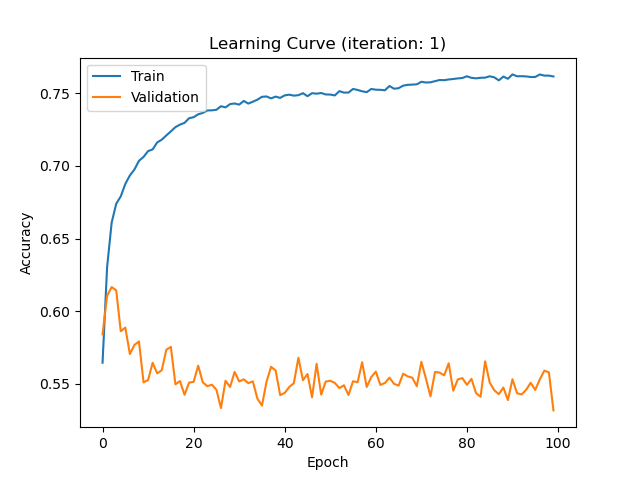 Learning Curve (iteration: 1)
Train
Validation
0.75
0.70
0.65
0.60
0.55
Accuracy
0 20 40 60 80 100
Epoch